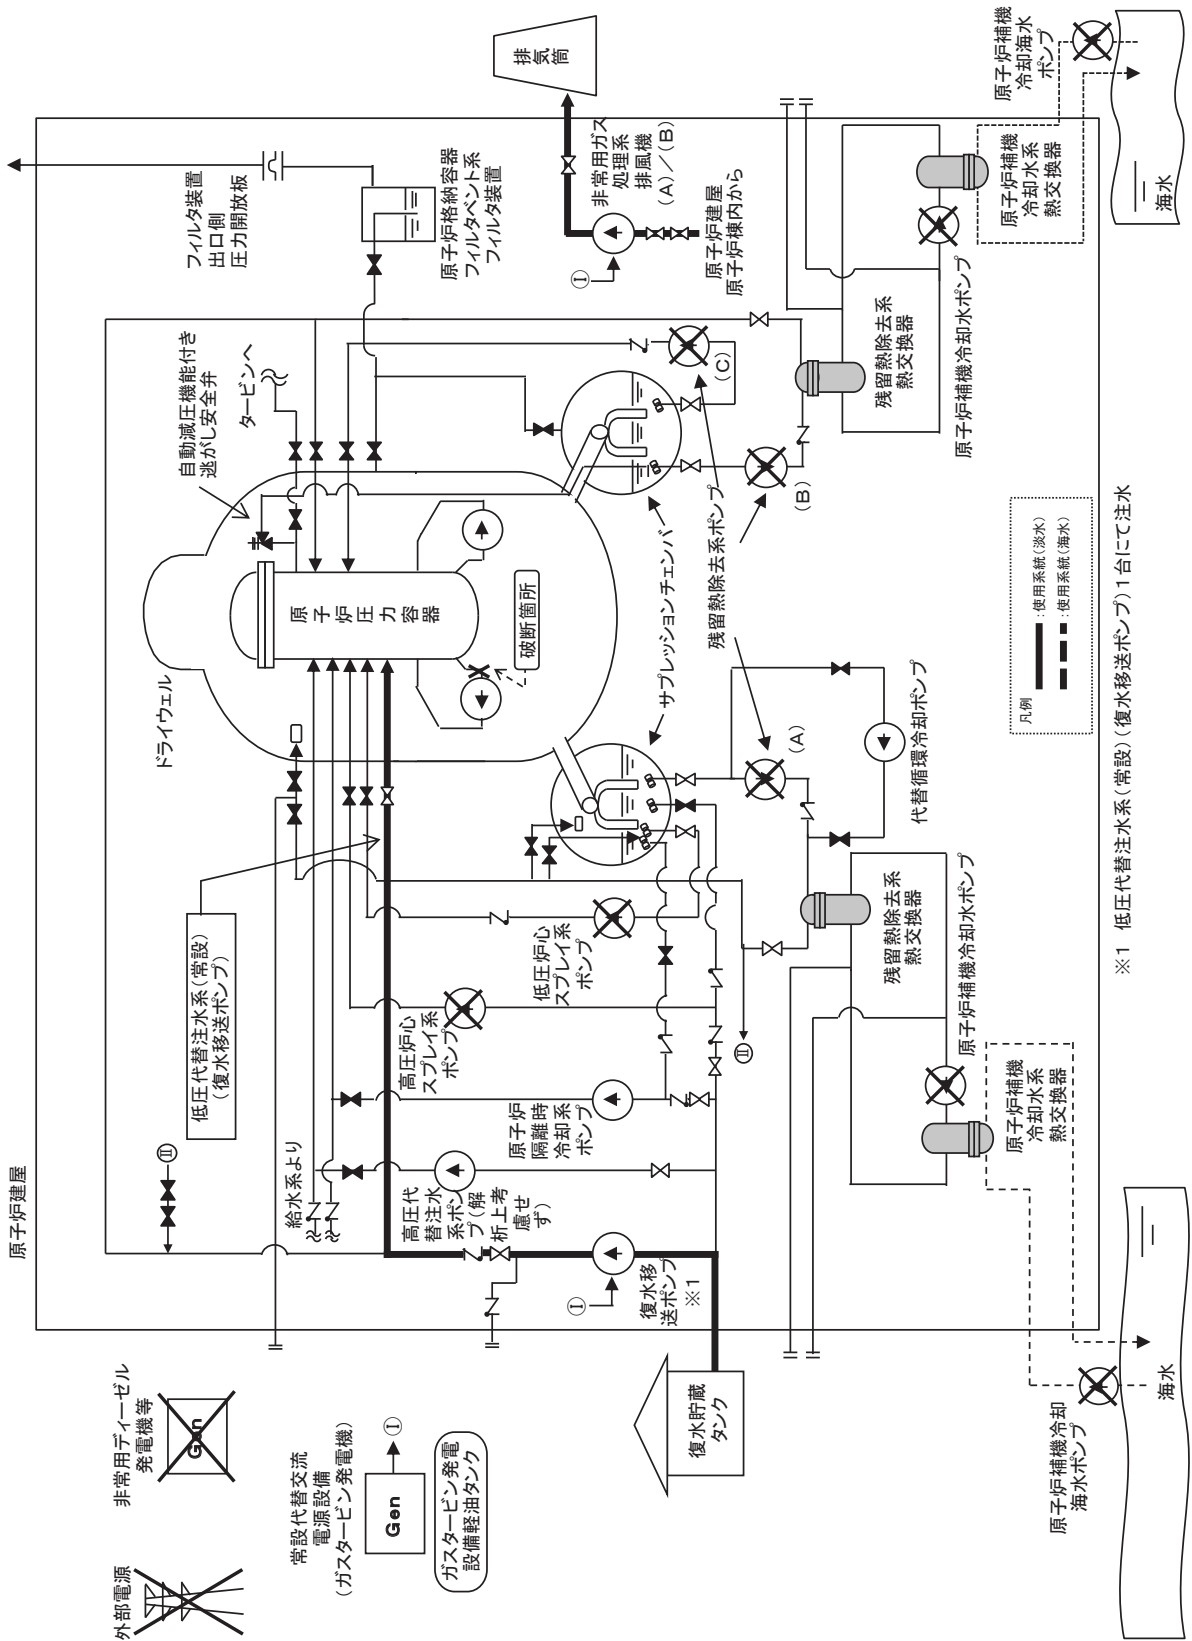 外部電源
非常用ディーゼル
発電機等
Gen
常設代替交流
電源設備
(ガスタービン発電機)
Gen
Ⅰ
ガスタービン発電
設備軽油タンク
復水貯蔵
タンク
原子炉補機冷却
海水ポンプ
海水
原子炉建屋
Ⅱ
給水系より
低圧代替注水系(常設)
(復水移送ポンプ)
高圧代
替注水
系ポン
プ(解
析上考
慮せ
ず)
Ⅰ
復水移
送ポンプ
※1
原子炉
隔離時
冷却系
ポンプ
高圧炉心
スプレイ系
ポンプ
低圧炉心
スプレイ系
ポンプ
Ⅱ
原子炉補機
冷却水系
熱交換器
原子炉補機冷却水ポンプ
残留熱除去系
熱交換器
代替循環冷却ポンプ
(A)
ドライウェル
原子炉圧力容器
破断箇所
サプレッションチェンバ
残留熱除去系ポンプ
(B)
(C)
自動減圧機能付き
逃がし安全弁
タービンへ
フィルタ装置
出口側
圧力開放板
原子炉格納容器
フィルタベント系
フィルタ装置
排気筒
非常用ガス
処理系
排風機
(A)/(B)
Ⅰ
原子炉建屋
原子炉棟内から
残留熱除去系
熱交換器
原子炉補機冷却水ポンプ
原子炉補機
冷却水系
熱交換器
原子炉補機
冷却海水
ポンプ
海水
凡例
:使用系統(淡水)
:使用系統(海水)
※1 低圧代替注水系(常設)(復水移送ポンプ)1台にて注水